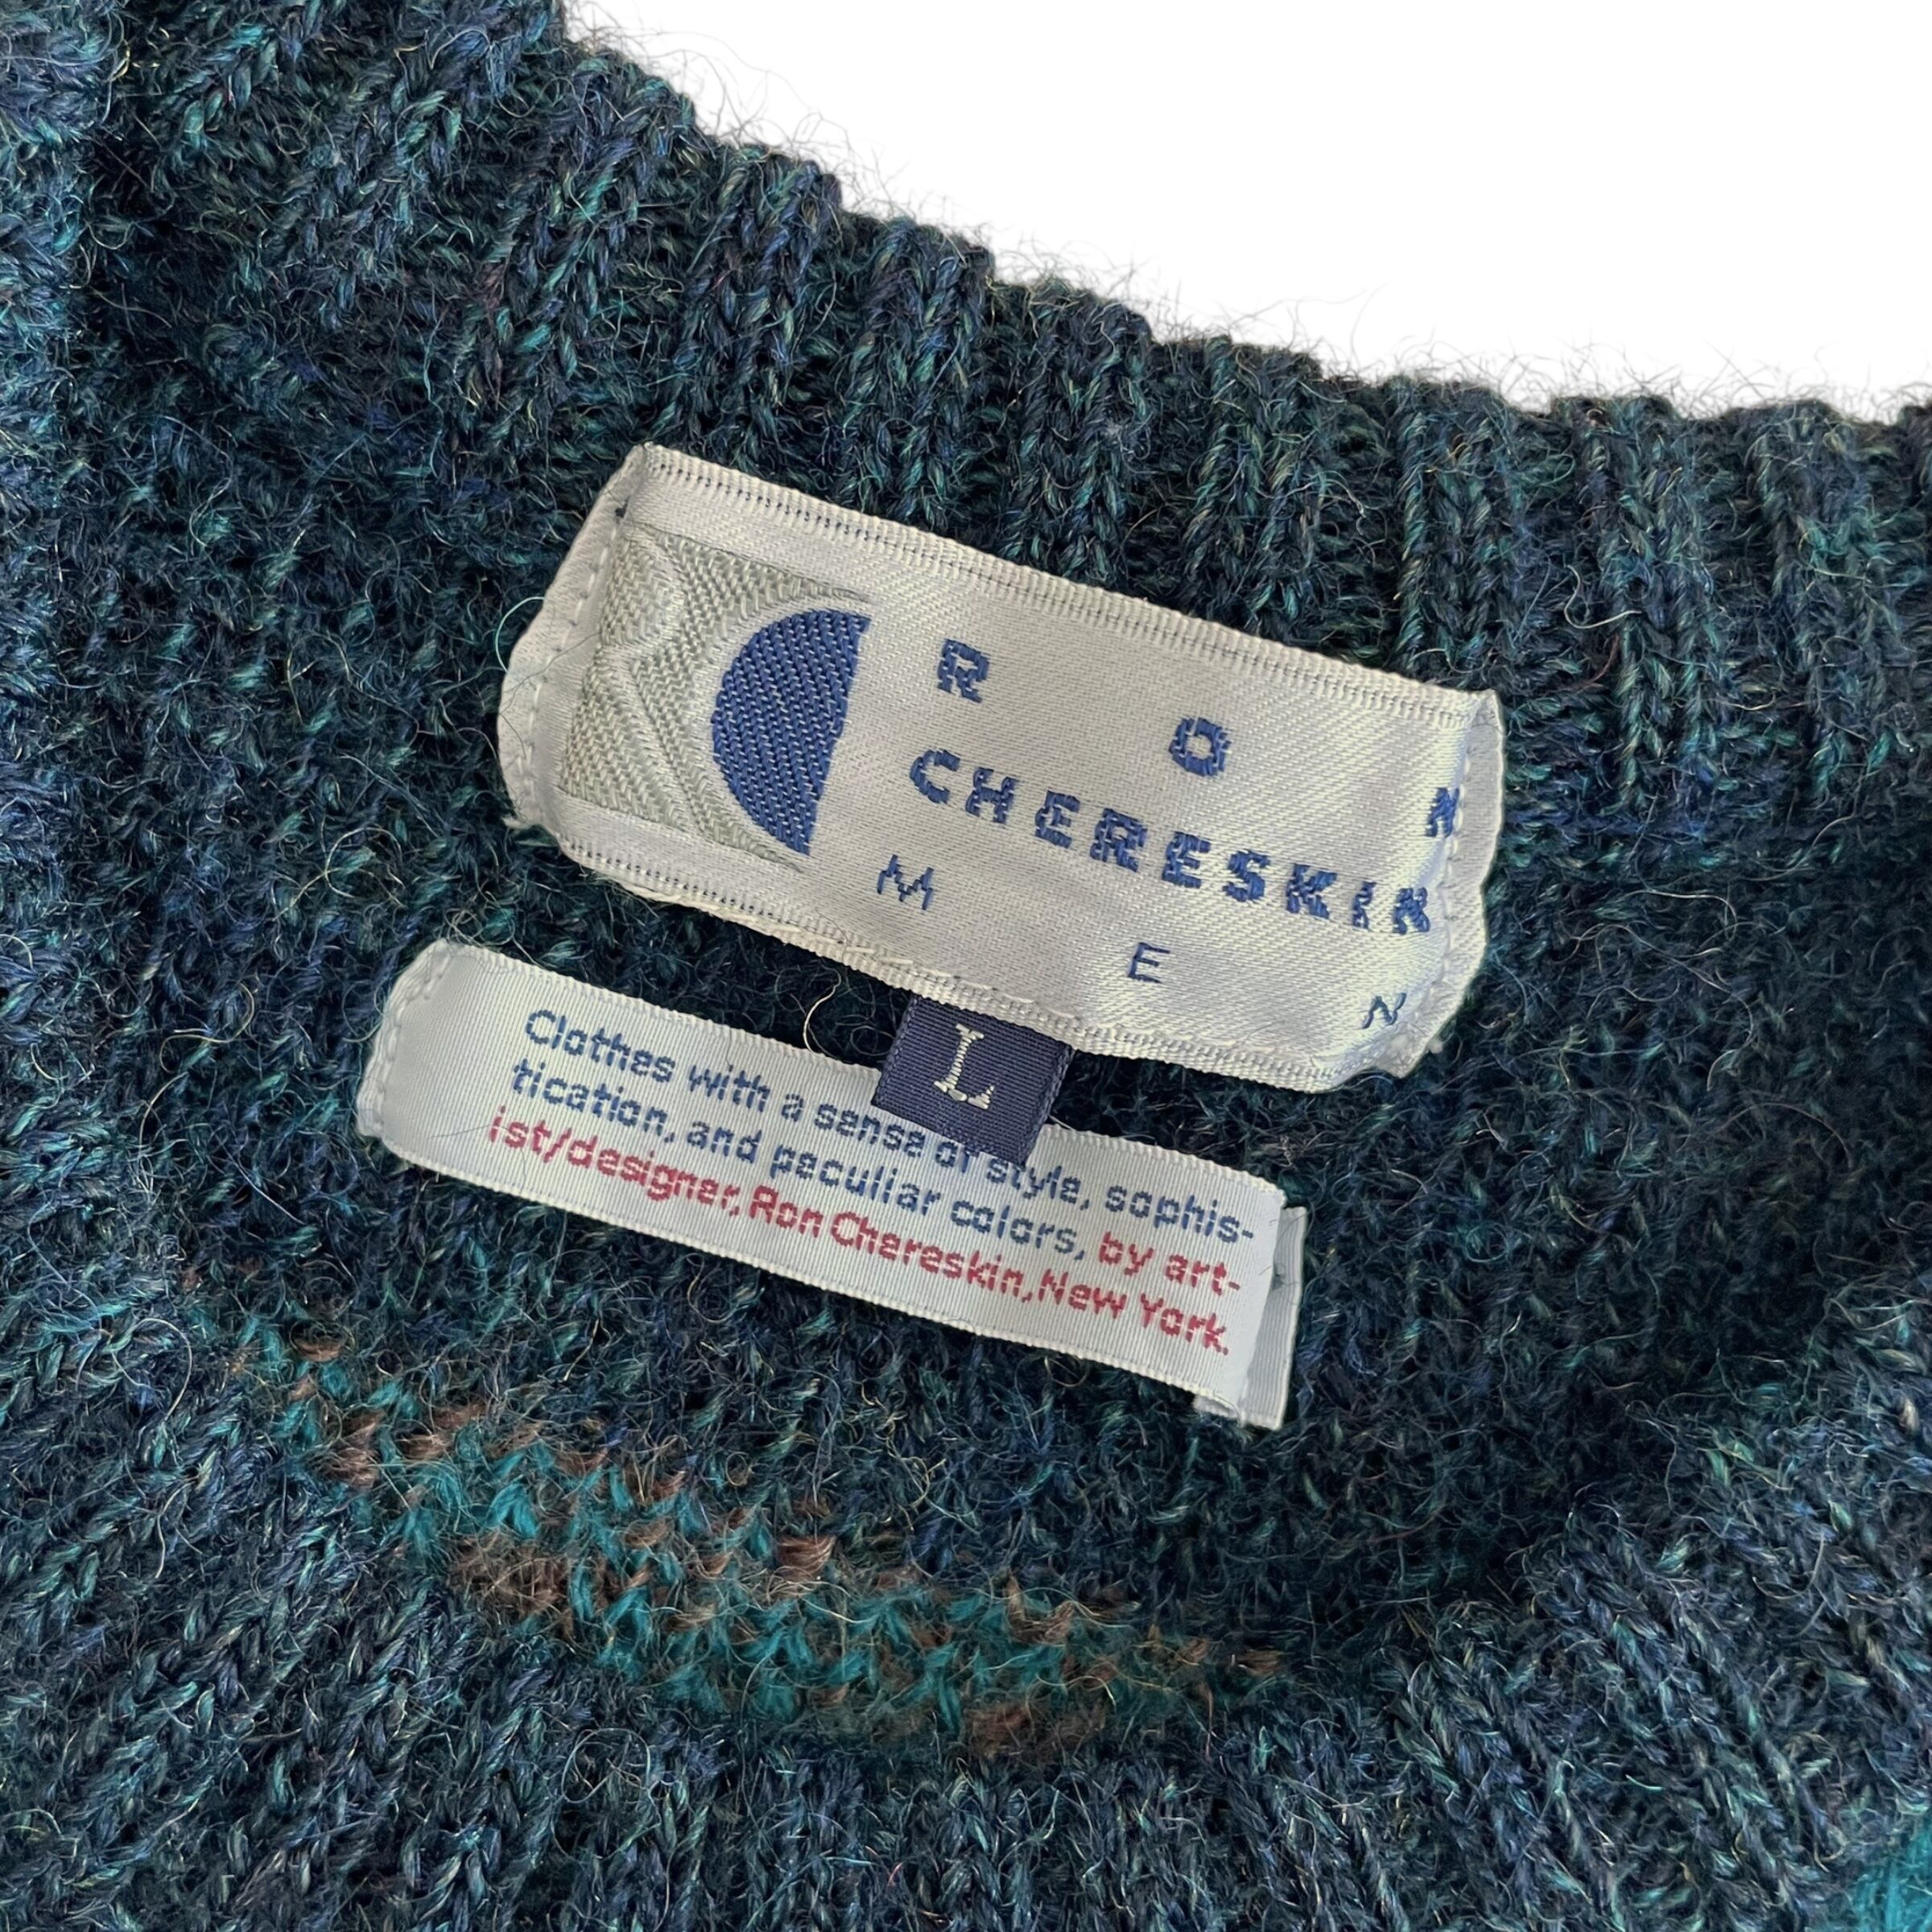 R O N
CHERESKIN
M E N
L
Clothes with a sense of style, sophis-
tication, and peculiar colors, by art-
ist/designer, Ron Chereskin, New York.